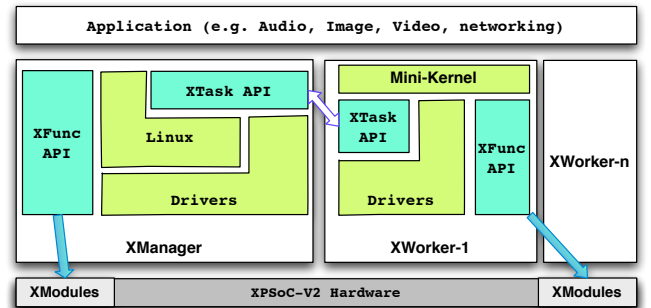 Application (e.g. Audio, Image, Video, networking)
XFunc
API
XTask API
Linux
Drivers
XManager
Mini-Kernel
XTask
API
Drivers
XFunc
API
XWorker-1
XWorker-n
XModules
XPSoC-V2 Hardware
XModules